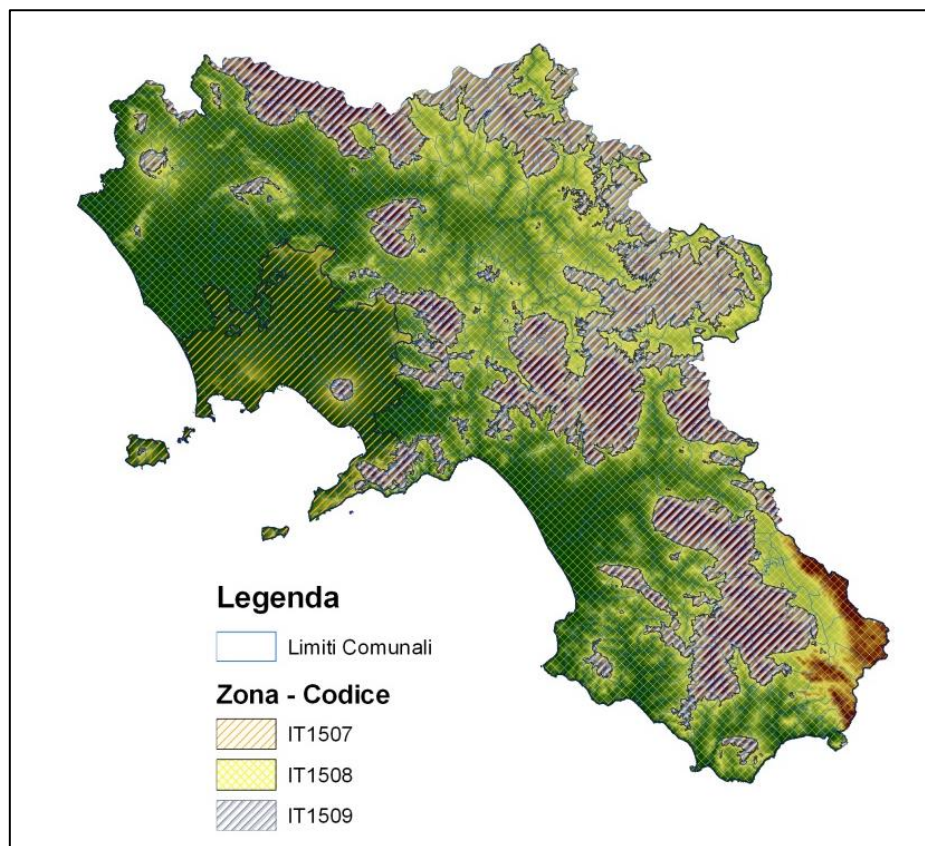 Legenda
Limiti Comunali
Zona - Codice
IT1507
IT1508
IT1509